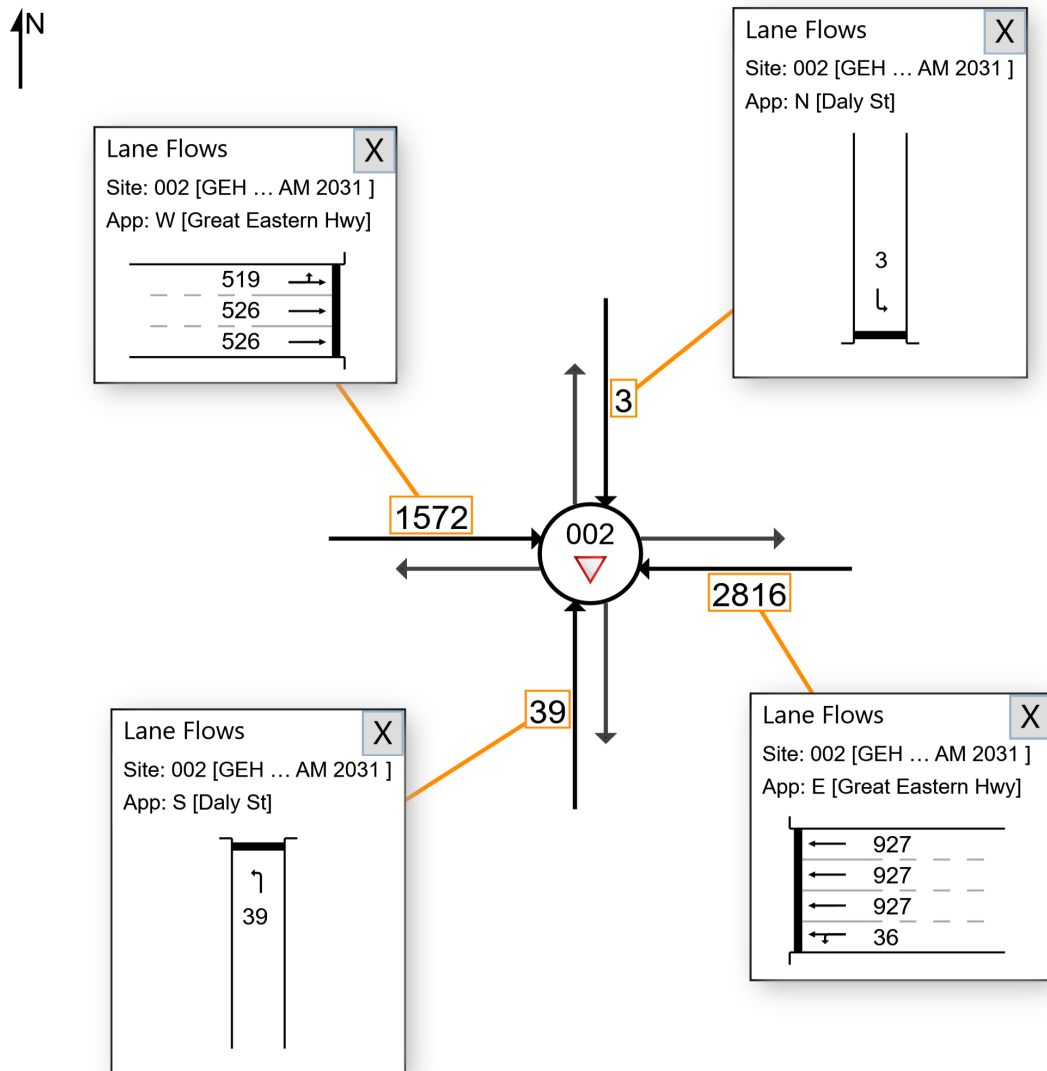 N
Lane Flows X
Site: 002 [GEH ... AM 2031 ]
App: N [Daly St]
3
Lane Flows X
Site: 002 [GEH ... AM 2031 ]
App: W [Great Eastern Hwy]
519
526
526
3
1572
002
2816
39
Lane Flows X
Site: 002 [GEH ... AM 2031 ]
App: S [Daly St]
39
Lane Flows X
Site: 002 [GEH ... AM 2031 ]
App: E [Great Eastern Hwy]
927
927
927
36